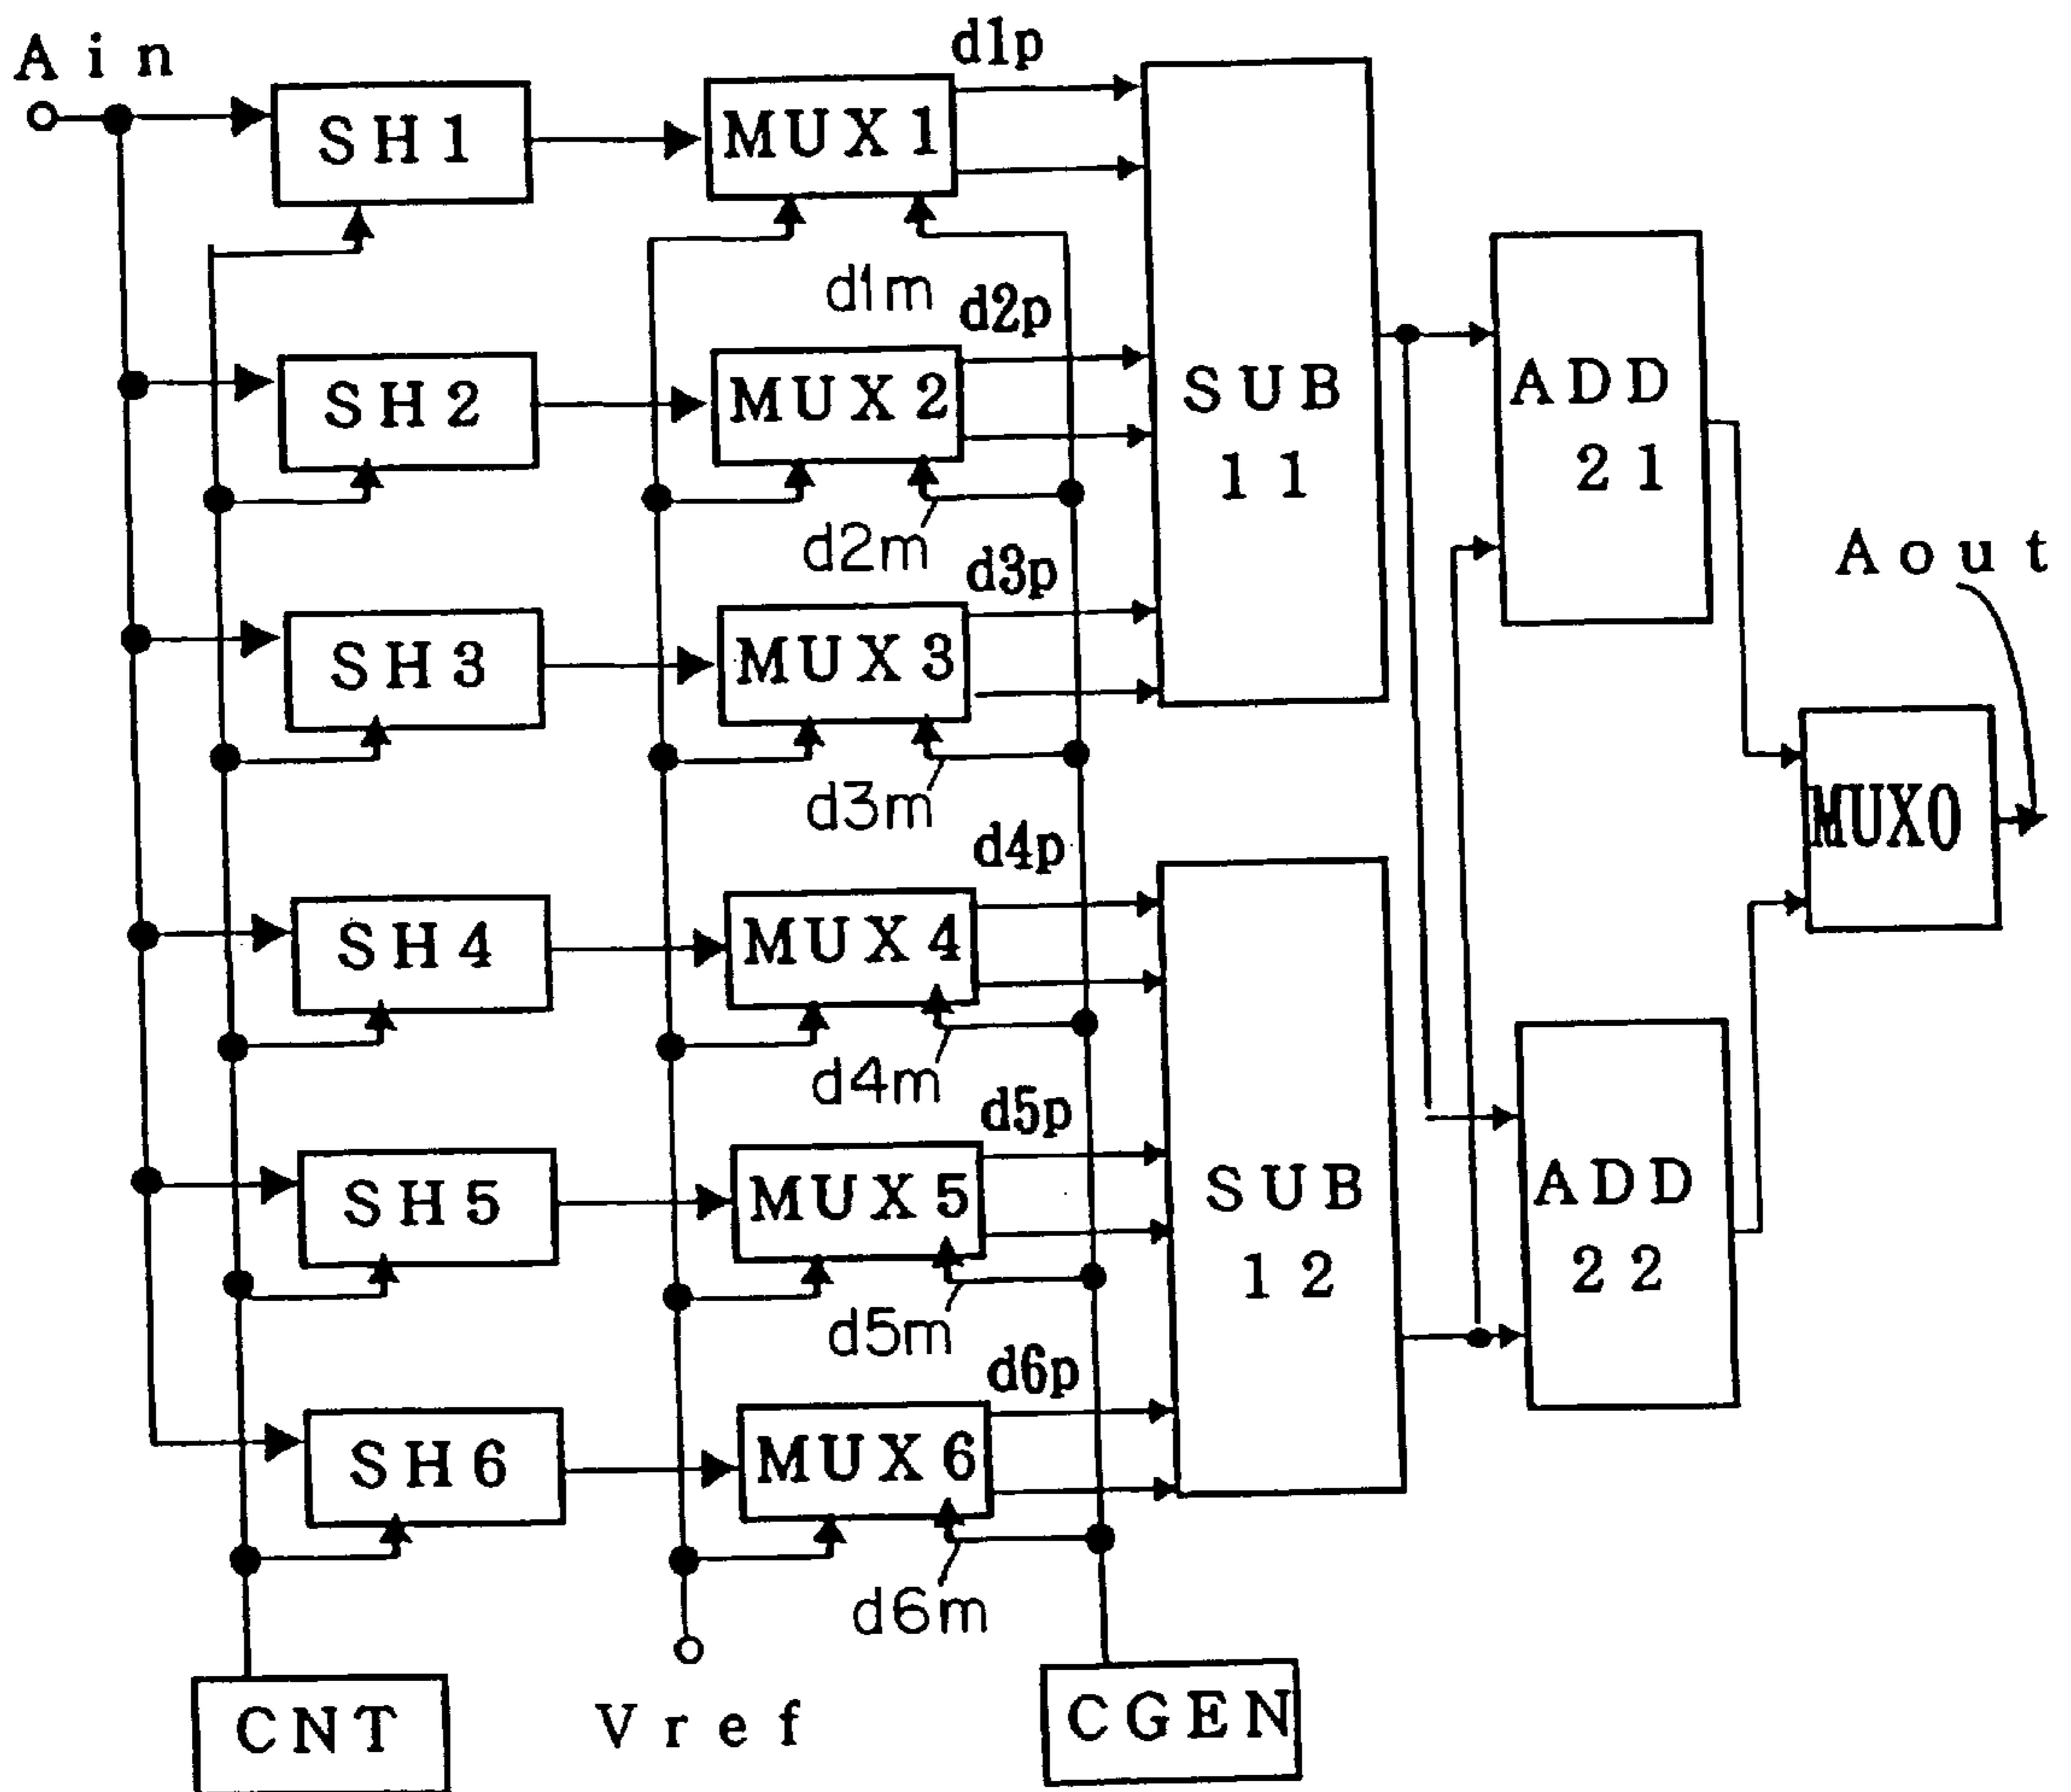 Ain
d1p
SH1
MUX1
d1m
d2p
SH2
MUX2
SUB
11
ADD
21
d2m
Aout
d3p
SH3
MUX3
d3m
MUX0
d4p
SH4
MUX4
d4m
d5p
SH5
MUX5
SUB
12
ADD
22
d5m
d6p
SH6
MUX6
d6m
CNT
Vref
CGEN